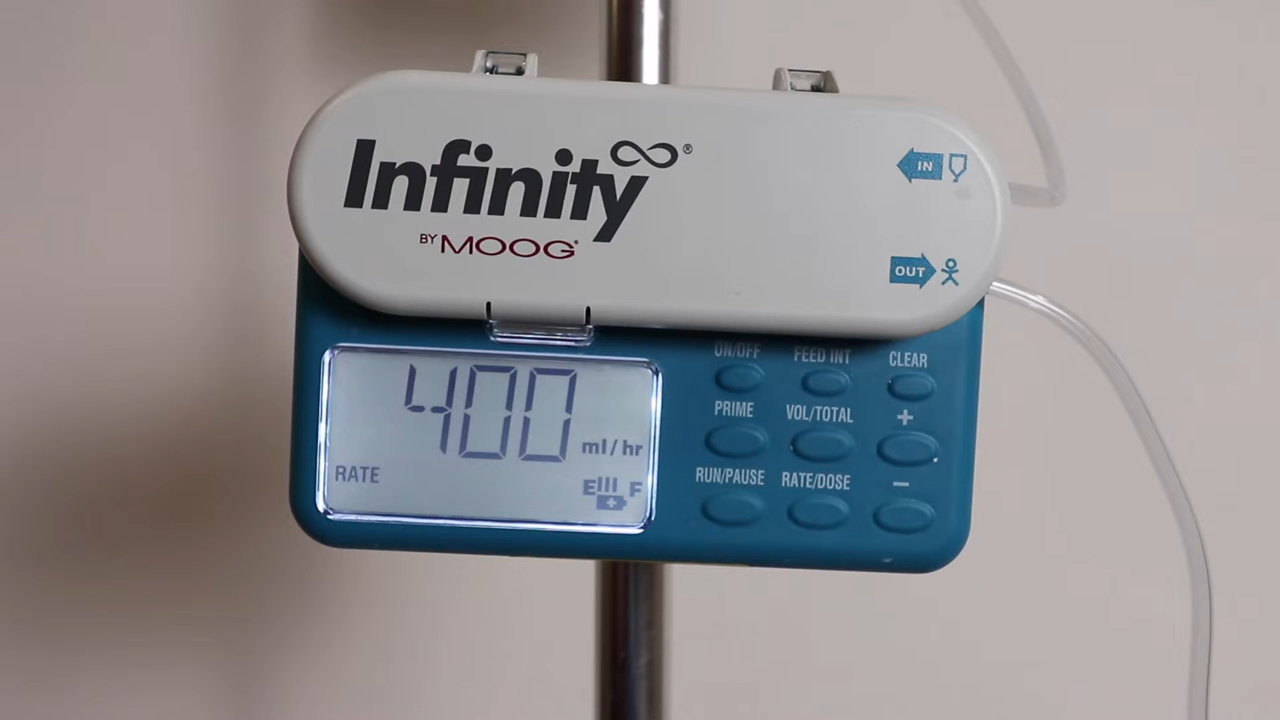 Infinity®
BY MOOG®
IN
OUT
400 ml/hr
RATE
E F
ON/OFF FEED INT CLEAR
PRIME VOL/TOTAL +
RUN/PAUSE RATE/DOSE −